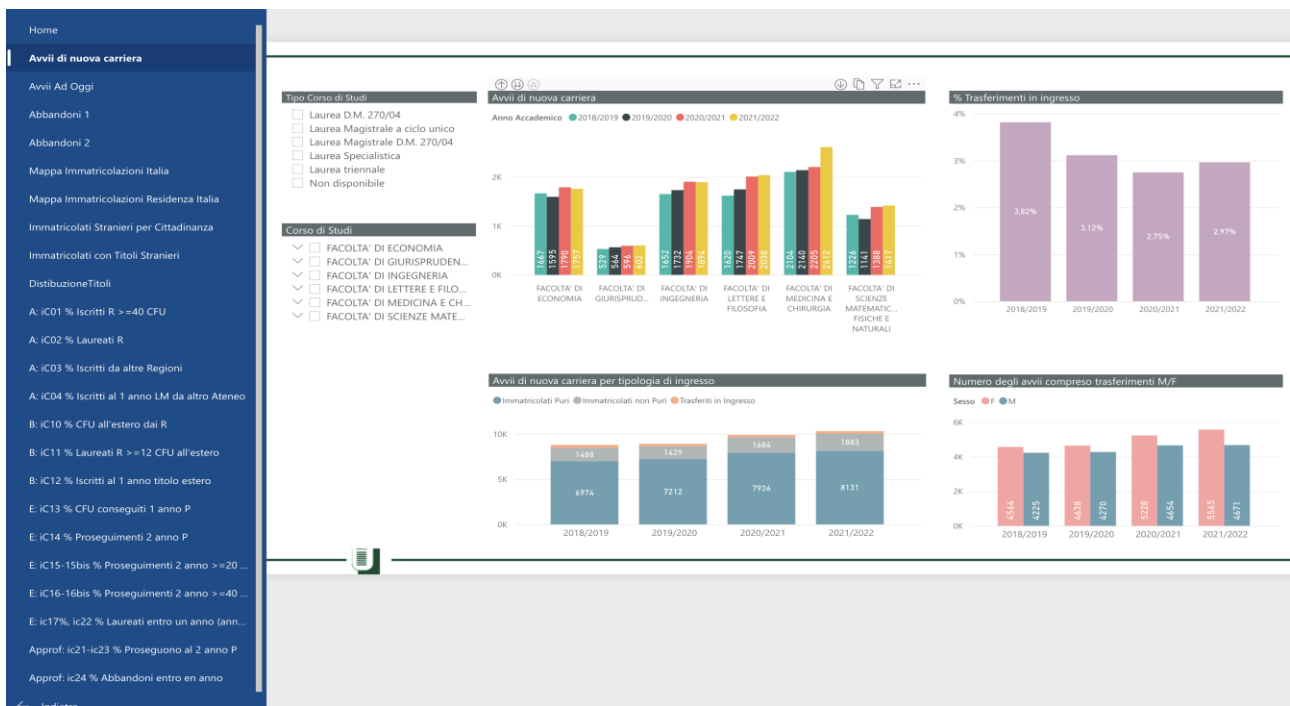 Home
Avvii di nuova carriera
Avvii Ad Oggi
Abbandoni 1
Abbandoni 2
Mappa Immatricolazioni Italia
Mappa Immatricolazioni Residenza Italia
Immatricolati Stranieri per Cittadinanza
Immatricolati con Titoli Stranieri
DistibuzioneTitoli
A: iC01 % Iscritti R >=40 CFU
A: iC02 % Laureati R
A: iC03 % Iscritti da altre Regioni
A: iC04 % Iscritti al 1 anno LM da altro Ateneo
B: iC10 % CFU all'estero dai R
B: iC11 % Laureati R >=12 CFU all'estero
B: iC12 % Iscritti al 1 anno titolo estero
E: iC13 % CFU conseguiti 1 anno P
E: iC14 % Proseguimenti 2 anno P
E: iC15-15bis % Proseguimenti 2 anno >=20 ...
E: iC16-16bis % Proseguimenti 2 anno >=40 ...
E: ic17%, ic22 % Laureati entro un anno (ann...
Approf: ic21-ic23 % Proseguono al 2 anno P
Approf: ic24 % Abbandoni entro en anno
Indietro
Tipo Corso di Studi
Laurea D.M. 270/04
Laurea Magistrale a ciclo unico
Laurea Magistrale D.M. 270/04
Laurea Specialistica
Laurea triennale
Non disponibile
Corso di Studi
FACOLTA' DI ECONOMIA
FACOLTA' DI GIURISPRUDEN...
FACOLTA' DI INGEGNERIA
FACOLTA' DI LETTERE E FILO...
FACOLTA' DI MEDICINA E CH...
FACOLTA' DI SCIENZE MATE...
Avvii di nuova carriera
Anno Accademico 2018/2019 2019/2020 2020/2021 2021/2022
2K
1K
0K
1667 1595 1790 1757 529 564 596 602 1652 1732 1904 1894 1620 1747 2009 2038 2104 2140 2205 2612 1226 1141 1388 1417
FACOLTA' DI ECONOMIA
FACOLTA' DI GIURISPRUD...
FACOLTA' DI INGEGNERIA
FACOLTA' DI LETTERE E FILOSOFIA
FACOLTA' DI MEDICINA E CHIRURGIA
FACOLTA' DI SCIENZE MATEMATIC... FISICHE E NATURALI
% Trasferimenti in ingresso
4%
3%
2%
1%
0%
3,82% 3,12% 2,75% 2,97%
2018/2019 2019/2020 2020/2021 2021/2022
Avvii di nuova carriera per tipologia di ingresso
Immatricolati Puri Immatricolati non Puri Trasferiti in Ingresso
10K
5K
0K
1488 1429 1684 1883
6974 7212 7936 8131
2018/2019 2019/2020 2020/2021 2021/2022
Numero degli avvii compreso trasferimenti M/F
Sesso F M
6K
4K
2K
0K
4564 4225 4638 4270 5228 4654 5565 4671
2018/2019 2019/2020 2020/2021 2021/2022